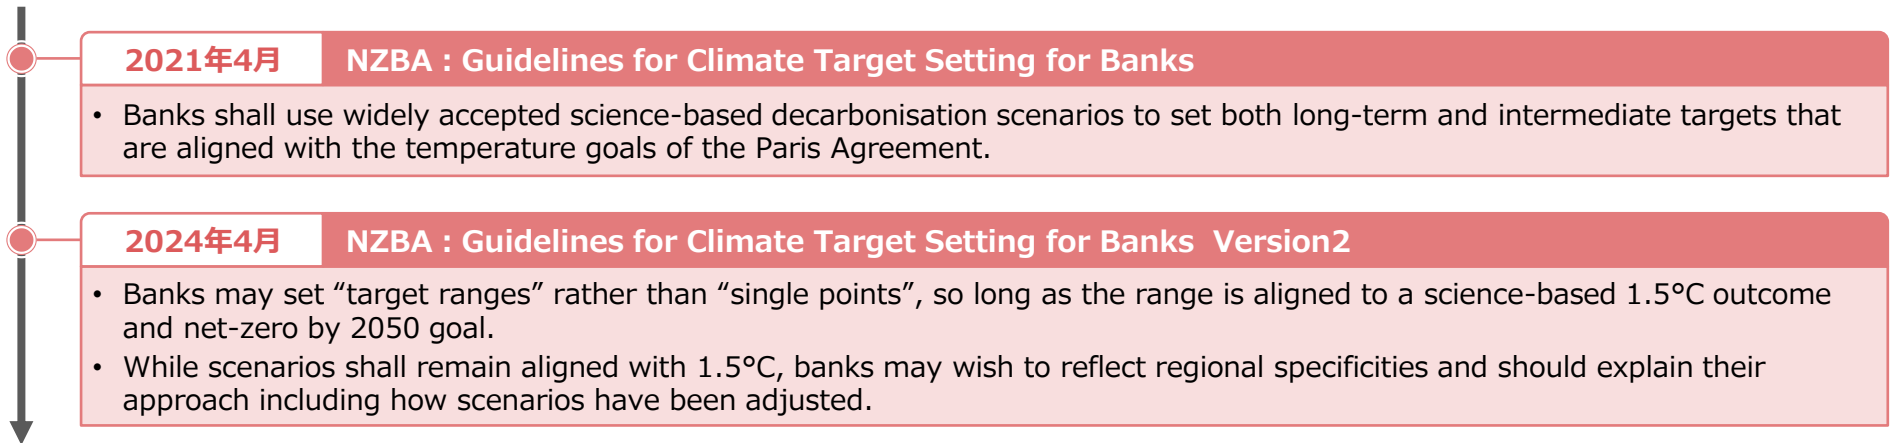 2021年4月 NZBA : Guidelines for Climate Target Setting for Banks
• Banks shall use widely accepted science-based decarbonisation scenarios to set both long-term and intermediate targets that
are aligned with the temperature goals of the Paris Agreement.
2024年4月 NZBA : Guidelines for Climate Target Setting for Banks Version2
• Banks may set “target ranges” rather than “single points”, so long as the range is aligned to a science-based 1.5°C outcome
and net-zero by 2050 goal.
• While scenarios shall remain aligned with 1.5°C, banks may wish to reflect regional specificities and should explain their
approach including how scenarios have been adjusted.